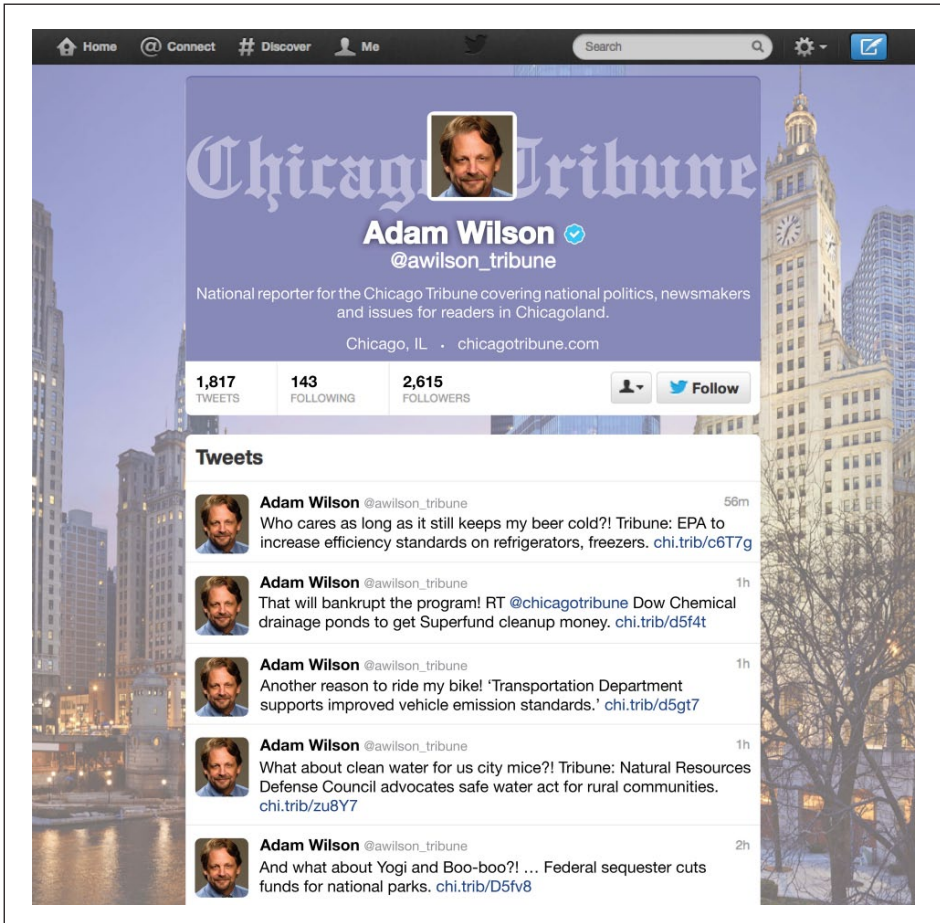 Home Connect Discover Me Search
Chicago Tribune
Adam Wilson
@awilson_tribune
National reporter for the Chicago Tribune covering national politics, newsmakers
and issues for readers in Chicagoland.
Chicago, IL · chicagotribune.com
1,817 143 2,615
TWEETS FOLLOWING FOLLOWERS Follow
Tweets
Adam Wilson @awilson_tribune 56m
Who cares as long as it still keeps my beer cold?! Tribune: EPA to
increase efficiency standards on refrigerators, freezers. chi.trib/c6T7g
Adam Wilson @awilson_tribune 1h
That will bankrupt the program! RT @chicagotribune Dow Chemical
drainage ponds to get Superfund cleanup money. chi.trib/d5f4t
Adam Wilson @awilson_tribune 1h
Another reason to ride my bike! ‘Transportation Department
supports improved vehicle emission standards.’ chi.trib/d5gt7
Adam Wilson @awilson_tribune 1h
What about clean water for us city mice?! Tribune: Natural Resources
Defense Council advocates safe water act for rural communities.
chi.trib/zu8Y7
Adam Wilson @awilson_tribune 2h
And what about Yogi and Boo-boo?! … Federal sequester cuts
funds for national parks. chi.trib/D5fv8